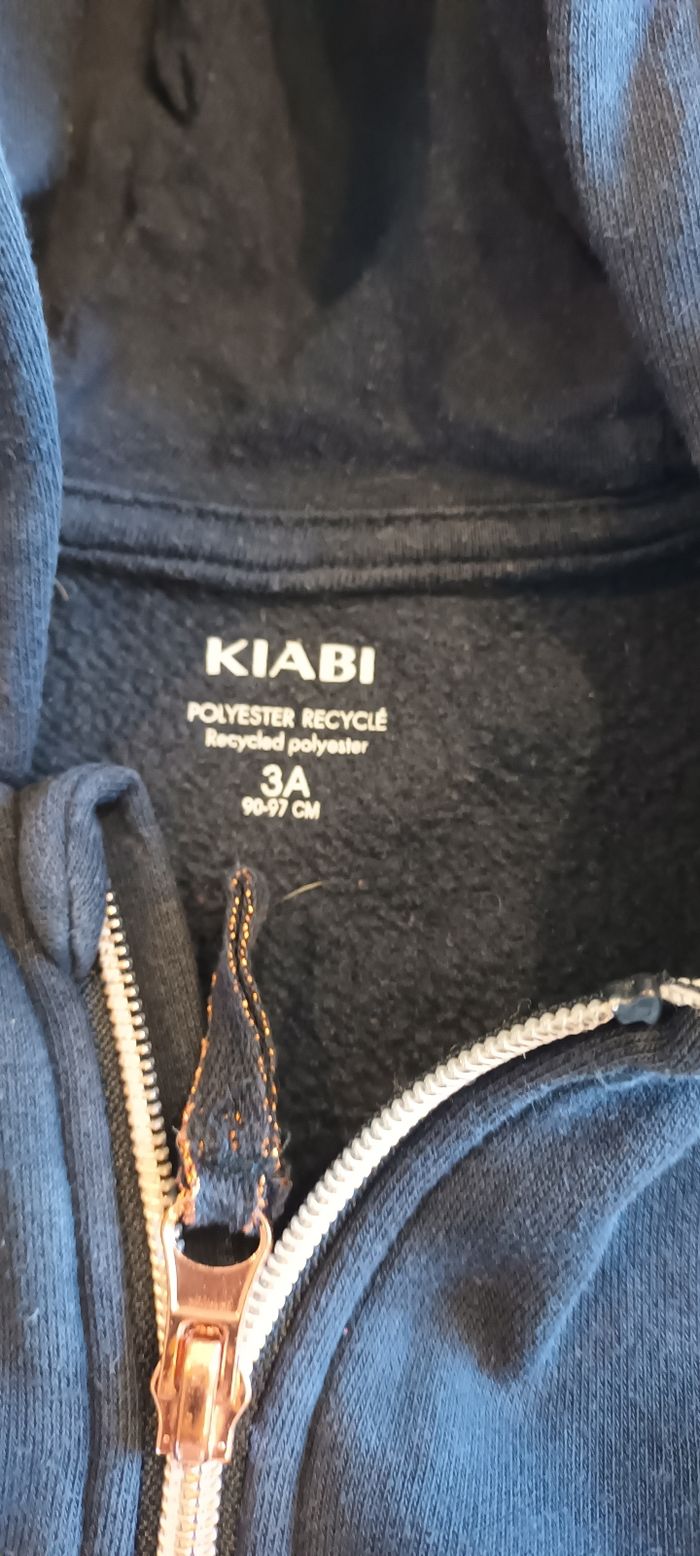 KIABI
POLYESTER RECYCLÉ
Recycled polyester
3A
90-97 CM